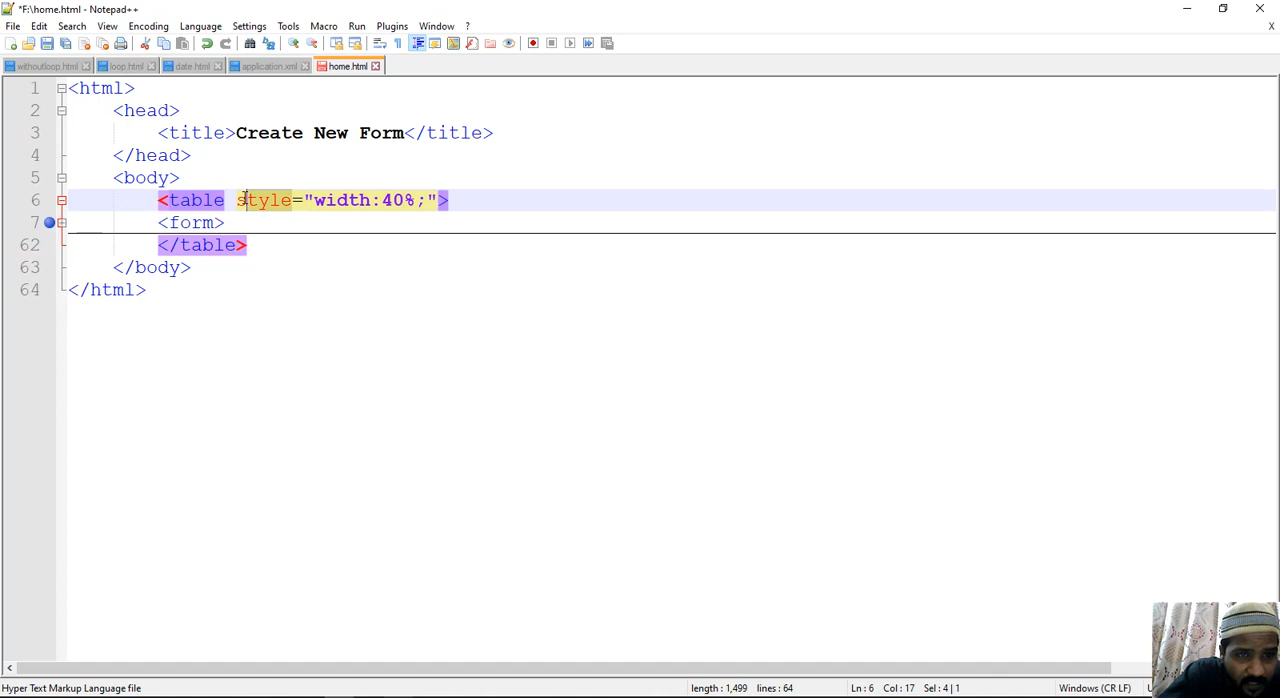 *F:\home.html - Notepad++
File Edit Search View Encoding Language Settings Tools Macro Run Plugins Window ? X
withoutloop.html loop.html date.html application.xml home.html
1 <html>
2 <head>
3 <title>Create New Form</title>
4 </head>
5 <body>
6 <table style="width:40%;">
7 <form>
62 </table>
63 </body>
64 </html>
Hyper Text Markup Language file length : 1,499 lines : 64 Ln : 6 Col : 17 Sel : 4 | 1 Windows (CR LF)